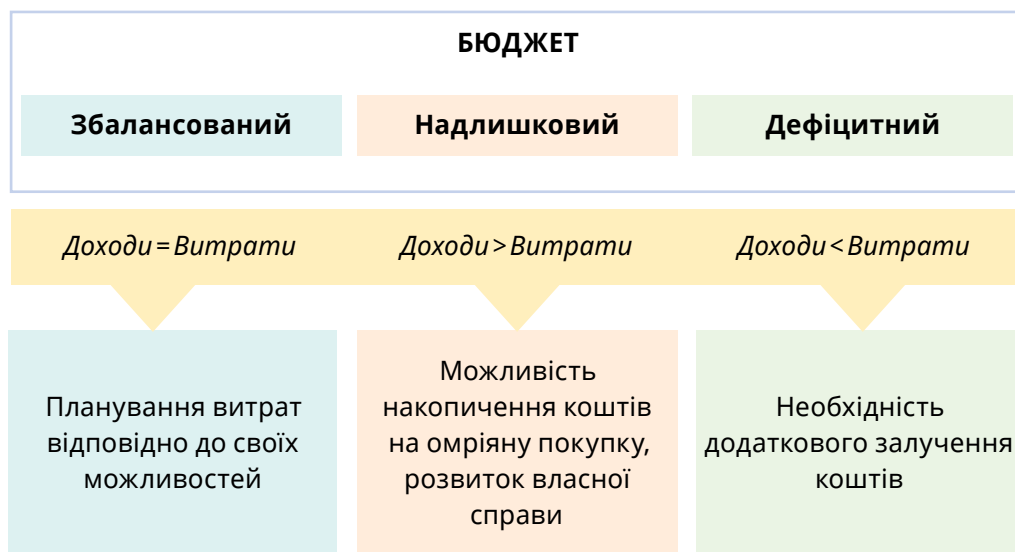 БЮДЖЕТ
Збалансований
Надлишковий
Дефіцитний
Доходи = Витрати
Доходи > Витрати
Доходи < Витрати
Планування витрат
відповідно до своїх
можливостей
Можливість
накопичення коштів
на омріяну покупку,
розвиток власної
справи
Необхідність
додаткового залучення
коштів